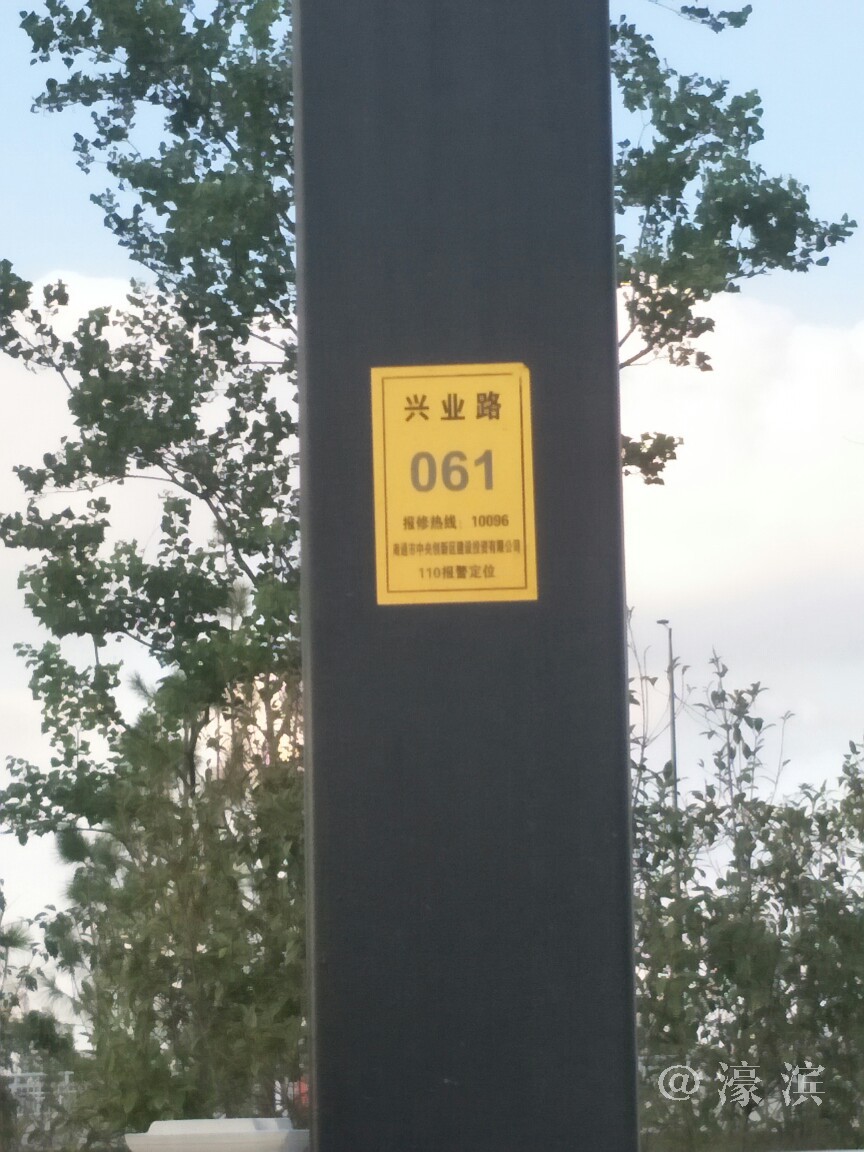 兴业路
061
报修热线：10096
南通市中央创新区建设投资有限公司
110报警定位
@濠滨